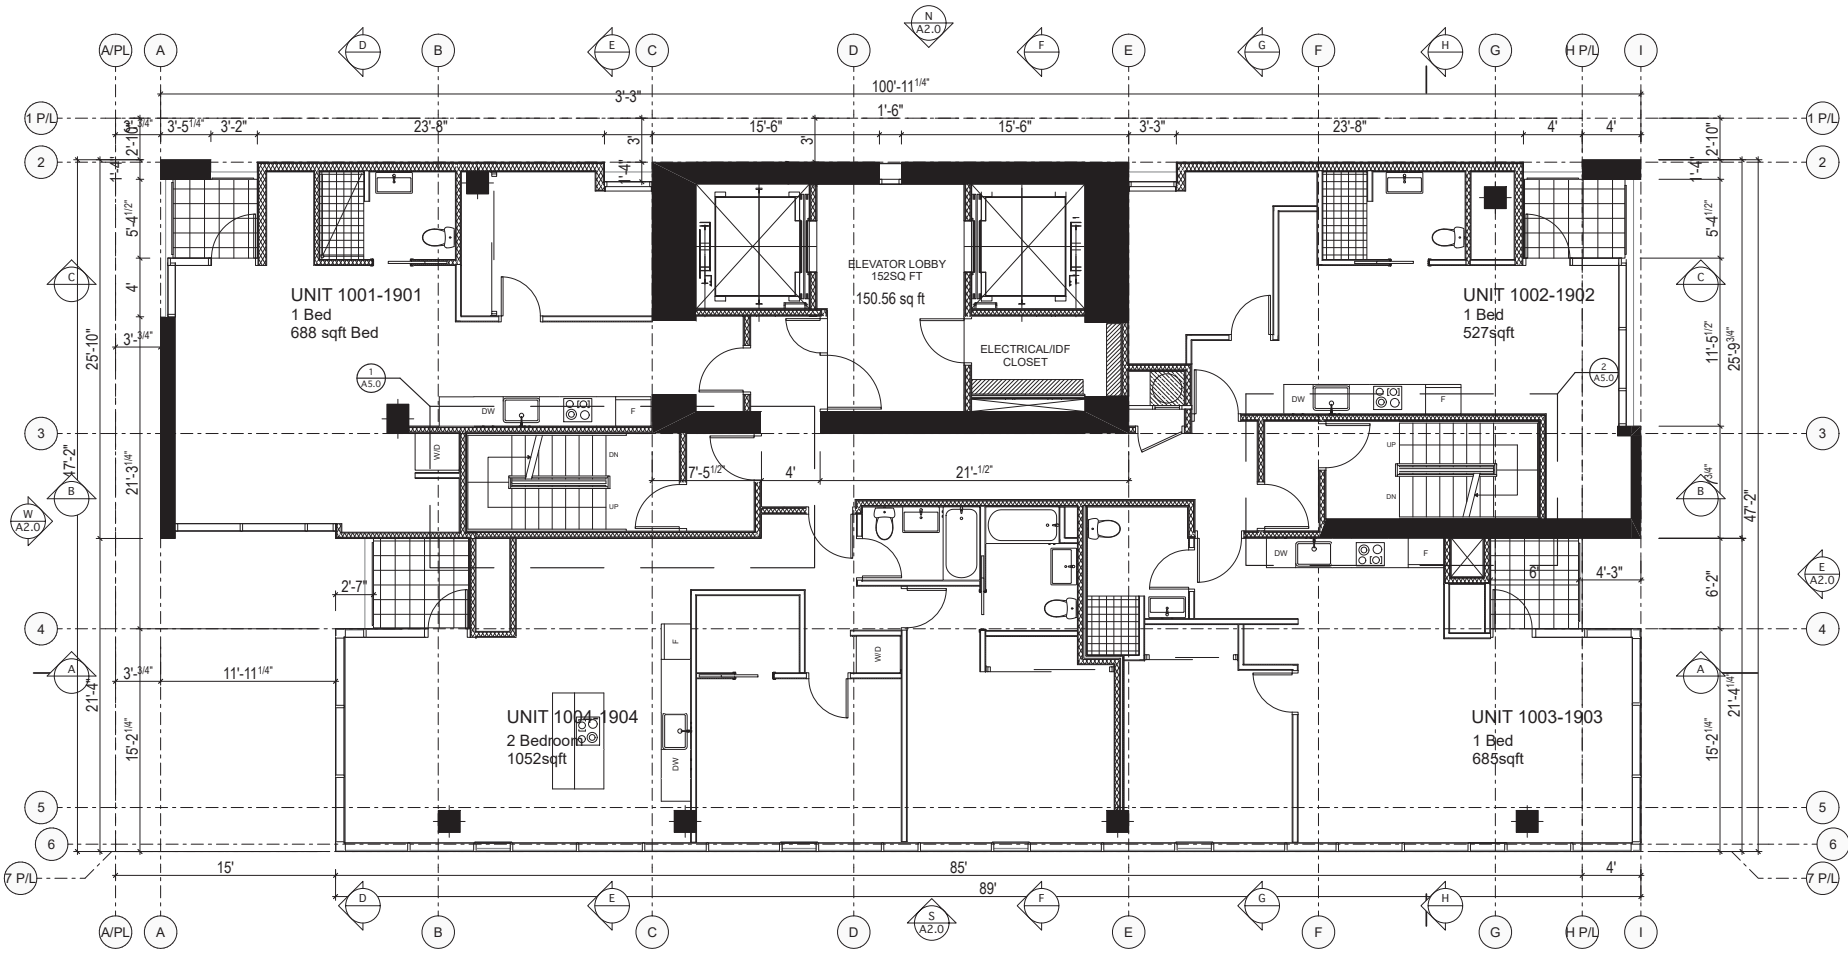 N
A2.0
A/PL
A
D
B
E
C
D
F
E
G
F
H
G
H P/L
I
100'-11 1/4"
3'-3"
1'-6"
1 P/L
1 P/L
3'-3/4"
3'-5 1/4"
3'-2"
23'-8"
3'
15'-6"
3'
15'-6"
3'-3"
23'-8"
4'
4'
2'-10"
2'-10"
2
2
1'-4"
1'-4"
1'-4"
5'-4 1/2"
5'-4 1/2"
C
C
ELEVATOR LOBBY
152SQ FT
150.56 sq ft
UNIT 1001-1901
1 Bed
688 sqft Bed
UNIT 1002-1902
1 Bed
527sqft
4'
3'-3/4"
25'-10"
11'-5 1/2"
25'-9 3/4"
ELECTRICAL/IDF
CLOSET
1
A5.0
2
A5.0
DW
F
DW
F
3
3
W/D
DN
UP
UP
DN
47'-2"
21'-3 1/4"
7'-5 1/2"
4'
21'-1/2"
7 3/4"
47'-2"
B
B
W
A2.0
DW
F
E
A2.0
2'-7"
6'
4'-3"
6'-2"
4
4
F
W/D
A
A
3'-3/4"
11'-11 1/4"
21'-4"
21'-4 1/4"
UNIT 1004-1904
2 Bedroom
1052sqft
UNIT 1003-1903
1 Bed
685sqft
DW
15'-2 1/4"
15'-2 1/4"
5
5
6
6
7 P/L
7 P/L
15'
85'
4'
89'
D
E
S
A2.0
F
G
H
A/PL
A
B
C
D
E
F
G
H P/L
I